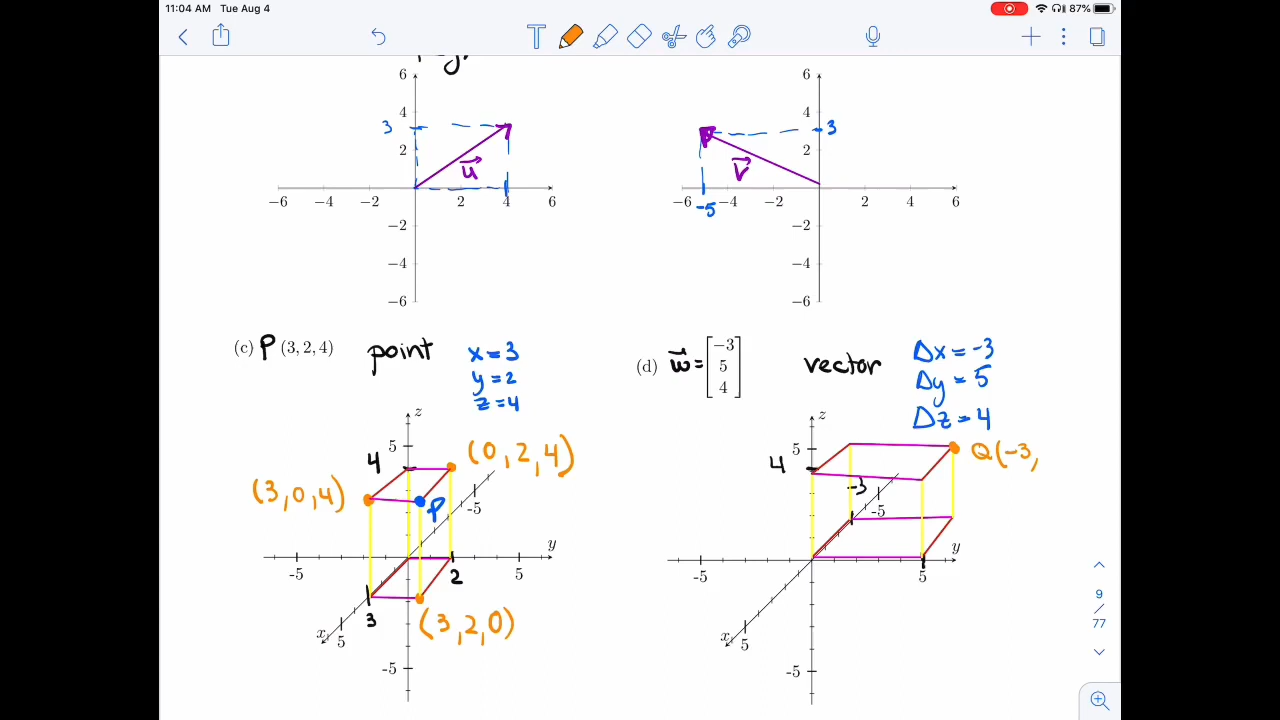 11:04 AM Tue Aug 4
87%
T
6
4
3
2
u
−6 −4 −2 2 4 6
−2
−4
−6
6
4
3
2
v
−6 −4 −2 2 4 6
-5
−2
−4
−6
(c) P (3, 2, 4) point
x = 3
y = 2
z = 4
z
5
4
(0, 2, 4)
(3, 0, 4)
P
-5
y
-5
2
5
3
x
5
(3, 2, 0)
-5
(d) w = [−3 5 4] vector
Δx = -3
Δy = 5
Δz = 4
z
5
4
Q(-3,
-3
-5
y
-5
5
x
5
-5
9
/
77